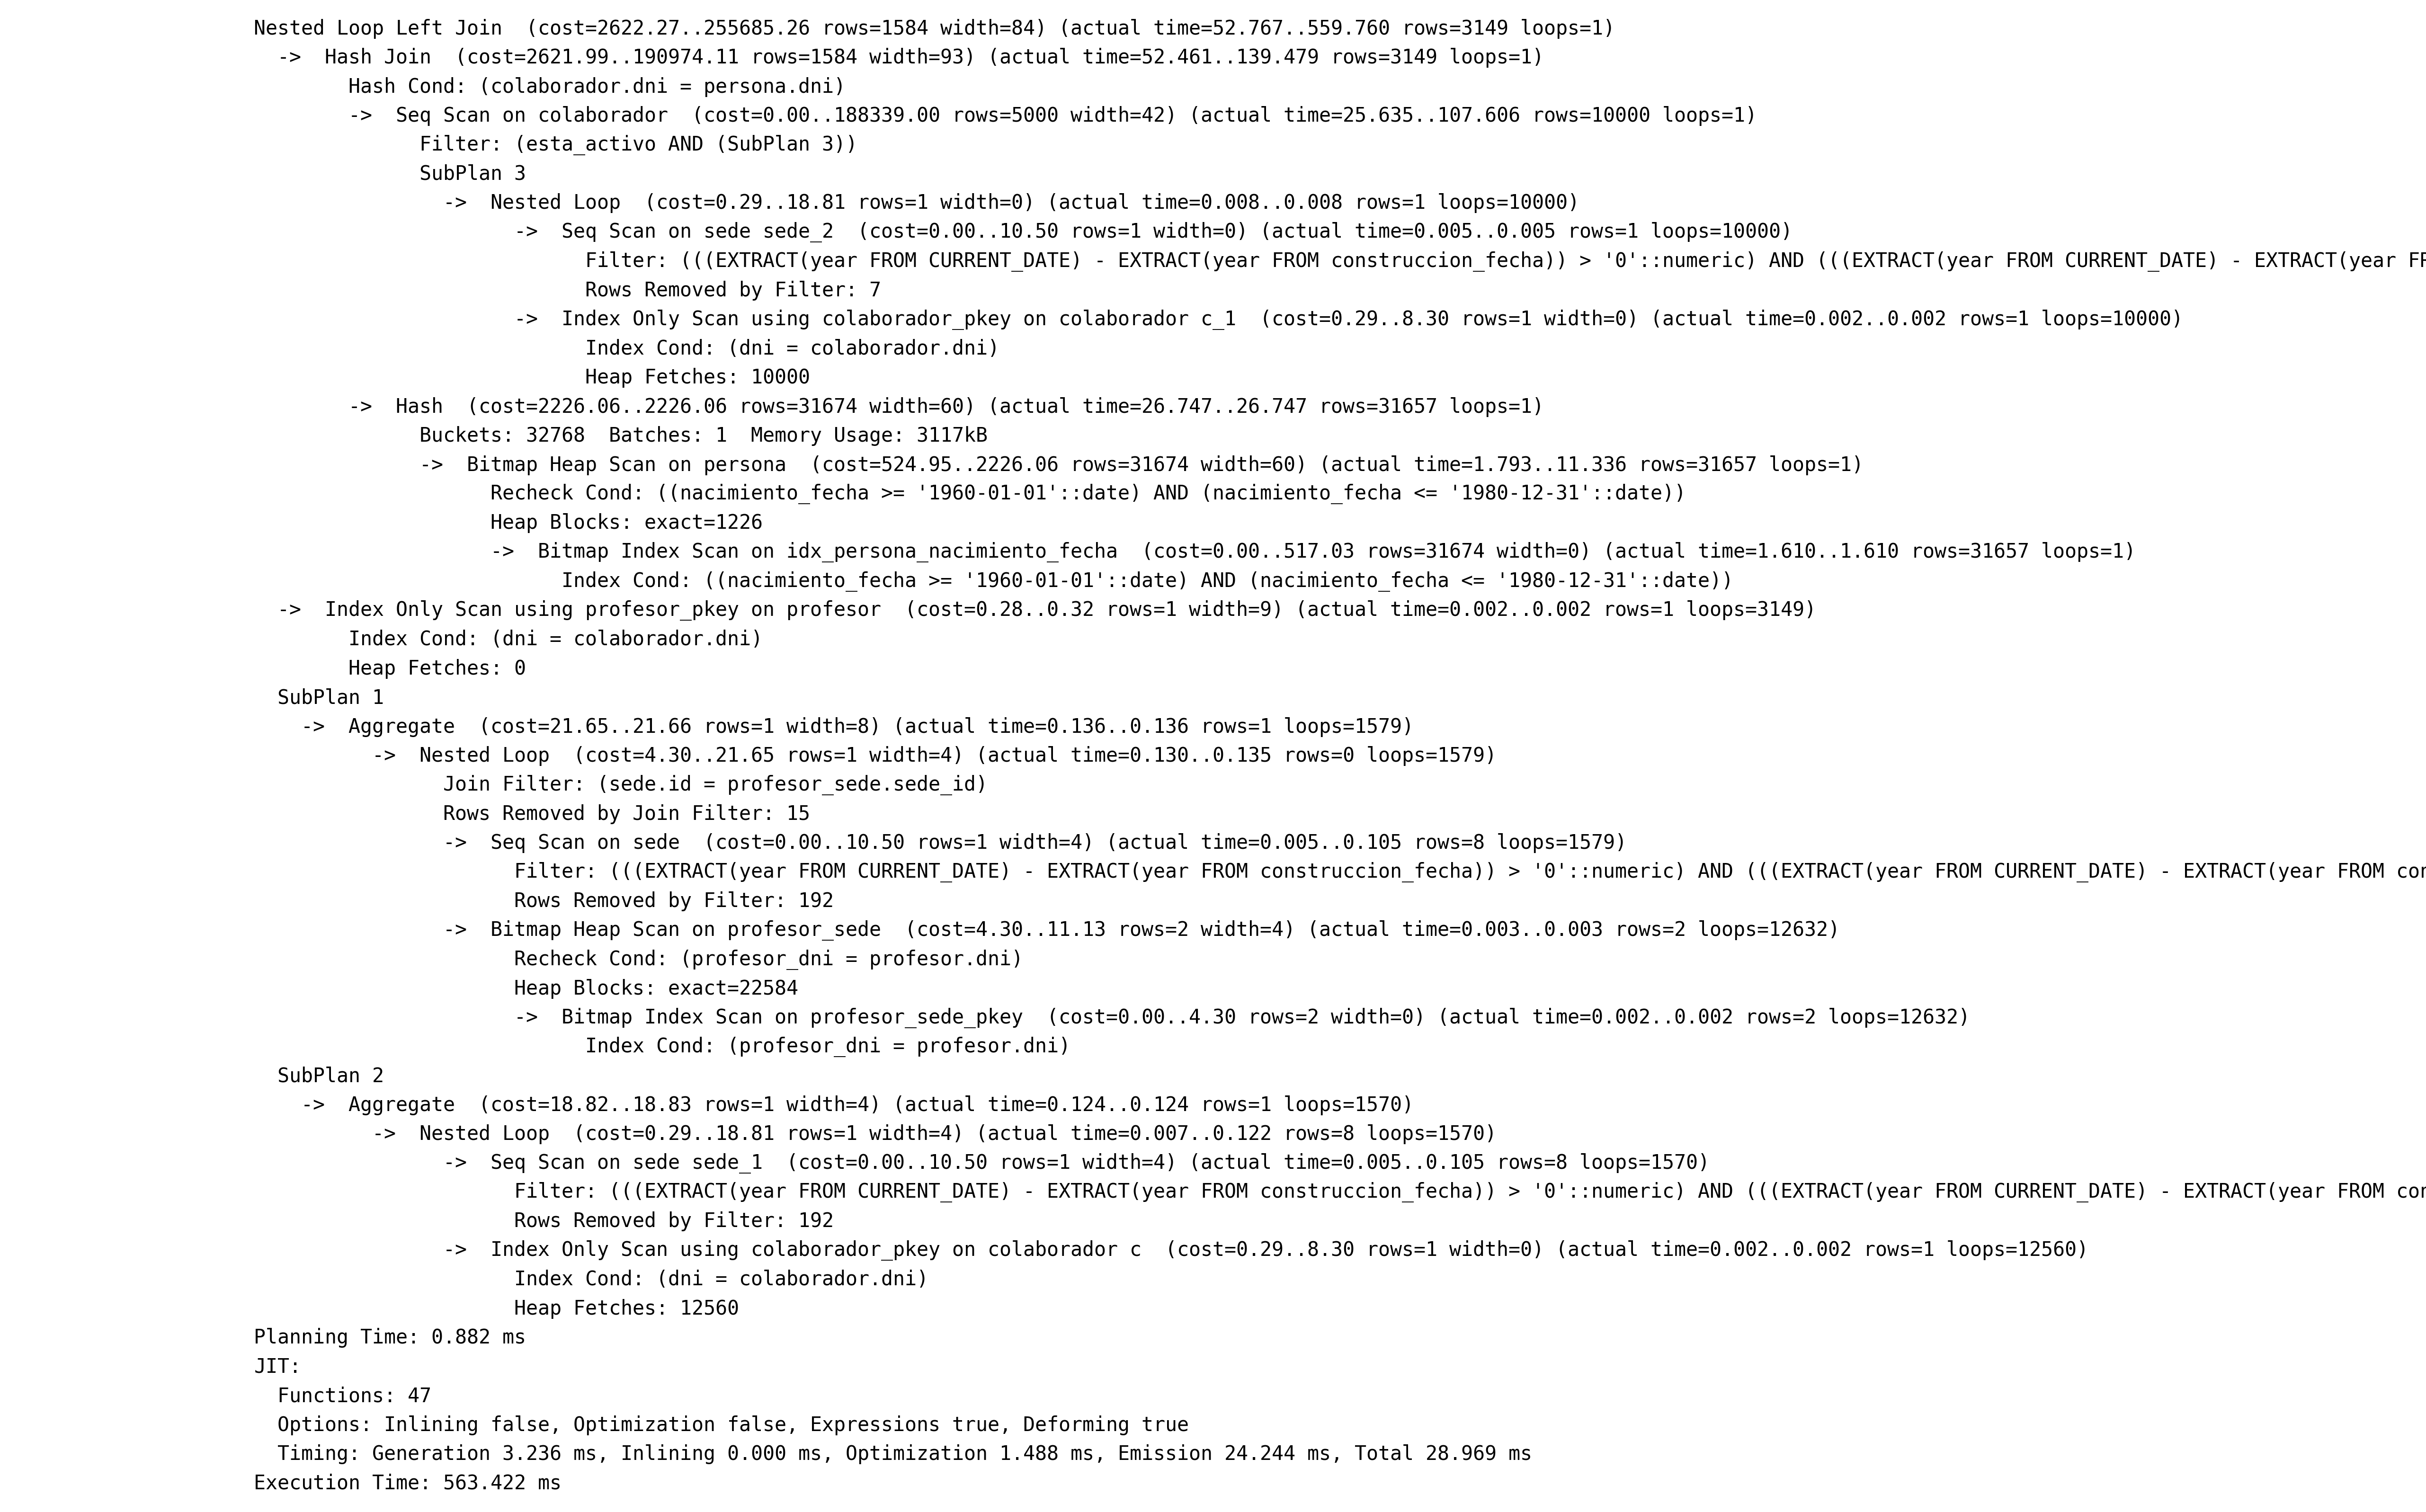 Nested Loop Left Join  (cost=2622.27..255685.26 rows=1584 width=84) (actual time=52.767..559.760 rows=3149 loops=1)
  ->  Hash Join  (cost=2621.99..190974.11 rows=1584 width=93) (actual time=52.461..139.479 rows=3149 loops=1)
        Hash Cond: (colaborador.dni = persona.dni)
        ->  Seq Scan on colaborador  (cost=0.00..188339.00 rows=5000 width=42) (actual time=25.635..107.606 rows=10000 loops=1)
              Filter: (esta_activo AND (SubPlan 3))
              SubPlan 3
                ->  Nested Loop  (cost=0.29..18.81 rows=1 width=0) (actual time=0.008..0.008 rows=1 loops=10000)
                      ->  Seq Scan on sede sede_2  (cost=0.00..10.50 rows=1 width=0) (actual time=0.005..0.005 rows=1 loops=10000)
                            Filter: (((EXTRACT(year FROM CURRENT_DATE) - EXTRACT(year FROM construccion_fecha)) > '0'::numeric) AND (((EXTRACT(year FROM CURRENT_DATE) - EXTRACT(year
                            Rows Removed by Filter: 7
                      ->  Index Only Scan using colaborador_pkey on colaborador c_1  (cost=0.29..8.30 rows=1 width=0) (actual time=0.002..0.002 rows=1 loops=10000)
                            Index Cond: (dni = colaborador.dni)
                            Heap Fetches: 10000
        ->  Hash  (cost=2226.06..2226.06 rows=31674 width=60) (actual time=26.747..26.747 rows=31657 loops=1)
              Buckets: 32768  Batches: 1  Memory Usage: 3117kB
              ->  Bitmap Heap Scan on persona  (cost=524.95..2226.06 rows=31674 width=60) (actual time=1.793..11.336 rows=31657 loops=1)
                    Recheck Cond: ((nacimiento_fecha >= '1960-01-01'::date) AND (nacimiento_fecha <= '1980-12-31'::date))
                    Heap Blocks: exact=1226
                    ->  Bitmap Index Scan on idx_persona_nacimiento_fecha  (cost=0.00..517.03 rows=31674 width=0) (actual time=1.610..1.610 rows=31657 loops=1)
                          Index Cond: ((nacimiento_fecha >= '1960-01-01'::date) AND (nacimiento_fecha <= '1980-12-31'::date))
  ->  Index Only Scan using profesor_pkey on profesor  (cost=0.28..0.32 rows=1 width=9) (actual time=0.002..0.002 rows=1 loops=3149)
        Index Cond: (dni = colaborador.dni)
        Heap Fetches: 0
  SubPlan 1
    ->  Aggregate  (cost=21.65..21.66 rows=1 width=8) (actual time=0.136..0.136 rows=1 loops=1579)
          ->  Nested Loop  (cost=4.30..21.65 rows=1 width=4) (actual time=0.130..0.135 rows=0 loops=1579)
                Join Filter: (sede.id = profesor_sede.sede_id)
                Rows Removed by Join Filter: 15
                ->  Seq Scan on sede  (cost=0.00..10.50 rows=1 width=4) (actual time=0.005..0.105 rows=8 loops=1579)
                      Filter: (((EXTRACT(year FROM CURRENT_DATE) - EXTRACT(year FROM construccion_fecha)) > '0'::numeric) AND (((EXTRACT(year FROM CURRENT_DATE) - EXTRACT(year FROM
                      Rows Removed by Filter: 192
                ->  Bitmap Heap Scan on profesor_sede  (cost=4.30..11.13 rows=2 width=4) (actual time=0.003..0.003 rows=2 loops=12632)
                      Recheck Cond: (profesor_dni = profesor.dni)
                      Heap Blocks: exact=22584
                      ->  Bitmap Index Scan on profesor_sede_pkey  (cost=0.00..4.30 rows=2 width=0) (actual time=0.002..0.002 rows=2 loops=12632)
                            Index Cond: (profesor_dni = profesor.dni)
  SubPlan 2
    ->  Aggregate  (cost=18.82..18.83 rows=1 width=4) (actual time=0.124..0.124 rows=1 loops=1570)
          ->  Nested Loop  (cost=0.29..18.81 rows=1 width=4) (actual time=0.007..0.122 rows=8 loops=1570)
                ->  Seq Scan on sede sede_1  (cost=0.00..10.50 rows=1 width=4) (actual time=0.005..0.105 rows=8 loops=1570)
                      Filter: (((EXTRACT(year FROM CURRENT_DATE) - EXTRACT(year FROM construccion_fecha)) > '0'::numeric) AND (((EXTRACT(year FROM CURRENT_DATE) - EXTRACT(year FROM
                      Rows Removed by Filter: 192
                ->  Index Only Scan using colaborador_pkey on colaborador c  (cost=0.29..8.30 rows=1 width=0) (actual time=0.002..0.002 rows=1 loops=12560)
                      Index Cond: (dni = colaborador.dni)
                      Heap Fetches: 12560
Planning Time: 0.882 ms
JIT:
  Functions: 47
  Options: Inlining false, Optimization false, Expressions true, Deforming true
  Timing: Generation 3.236 ms, Inlining 0.000 ms, Optimization 1.488 ms, Emission 24.244 ms, Total 28.969 ms
Execution Time: 563.422 ms